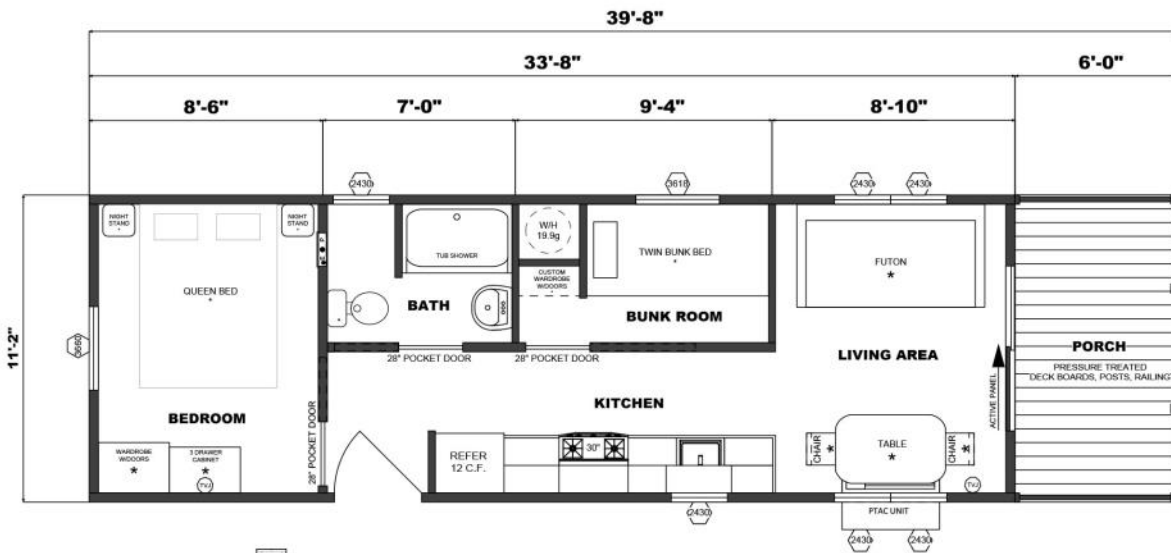 39'-8"
33'-8"
6'-0"
8'-6"
7'-0"
9'-4"
8'-10"
11'-2"
2430
3618
2430
2430
NIGHT
STAND
*
NIGHT
STAND
*
QUEEN BED
*
3660
BEDROOM
WARDROBE
W/DOORS
*
3 DRAWER
CABINET
*
TVJ
28" POCKET DOOR
TUB SHOWER
BATH
28" POCKET DOOR
W/H
19.9g
CUSTOM
WARDROBE
W/DOORS
TWIN BUNK BED
*
BUNK ROOM
28" POCKET DOOR
FUTON
*
LIVING AREA
KITCHEN
REFER
12 C.F.
30"
2430
CHAIR
*
TABLE
*
CHAIR
*
TVJ
PTAC UNIT
2430
2430
ACTIVE PANEL
PORCH
PRESSURE TREATED
DECK BOARDS, POSTS, RAILING